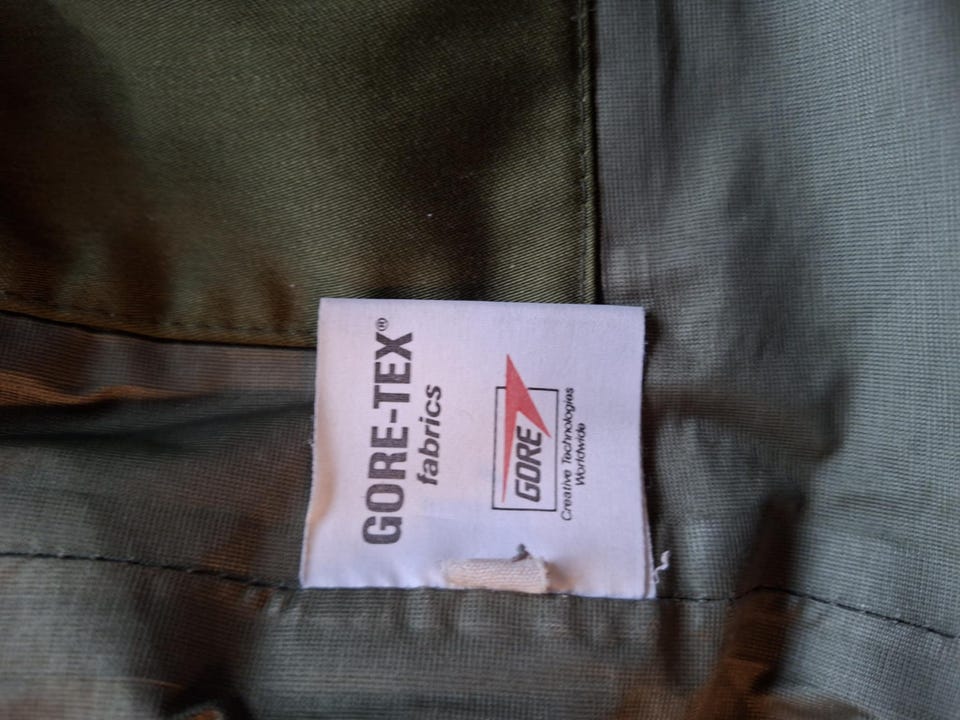 GORE-TEX®
fabrics
GORE
Creative Technologies
Worldwide